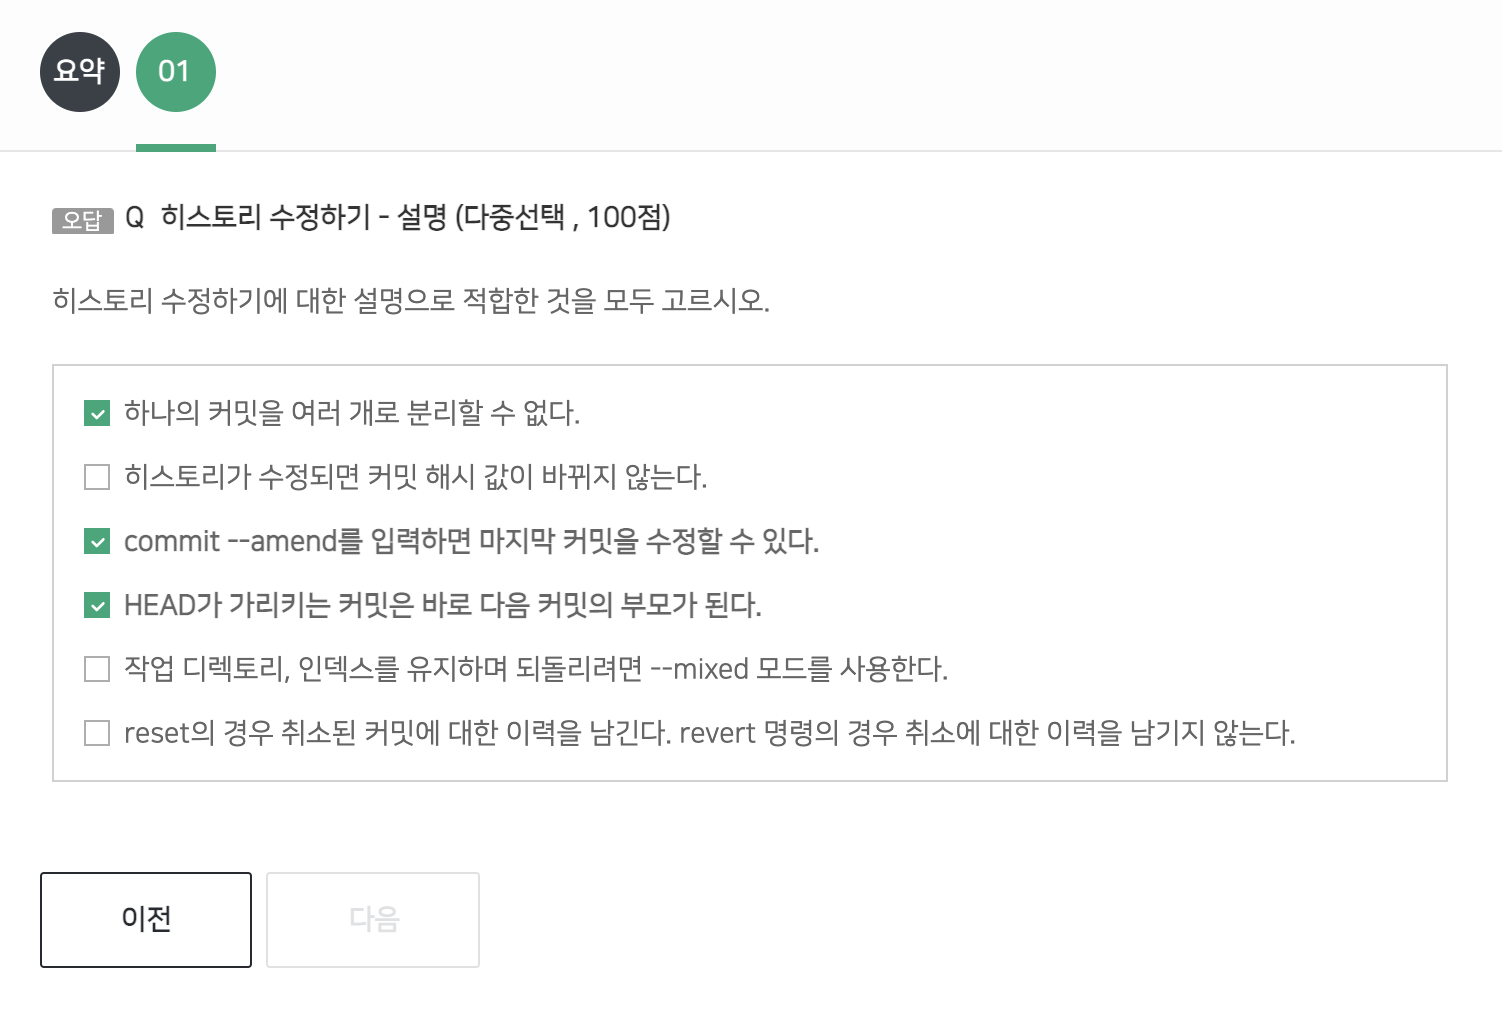 요약 01
오답 Q 히스토리 수정하기 - 설명 (다중선택 , 100점)
히스토리 수정하기에 대한 설명으로 적합한 것을 모두 고르시오.
하나의 커밋을 여러 개로 분리할 수 없다.
히스토리가 수정되면 커밋 해시 값이 바뀌지 않는다.
commit --amend를 입력하면 마지막 커밋을 수정할 수 있다.
HEAD가 가리키는 커밋은 바로 다음 커밋의 부모가 된다.
작업 디렉토리, 인덱스를 유지하며 되돌리려면 --mixed 모드를 사용한다.
reset의 경우 취소된 커밋에 대한 이력을 남긴다. revert 명령의 경우 취소에 대한 이력을 남기지 않는다.
이전 다음